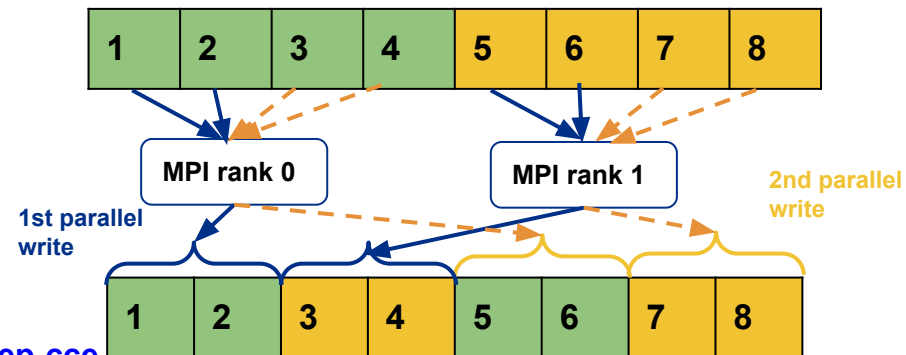 1 2 3 4 5 6 7 8
MPI rank 0
MPI rank 1
2nd parallel
write
1st parallel
write
1 2 3 4 5 6 7 8